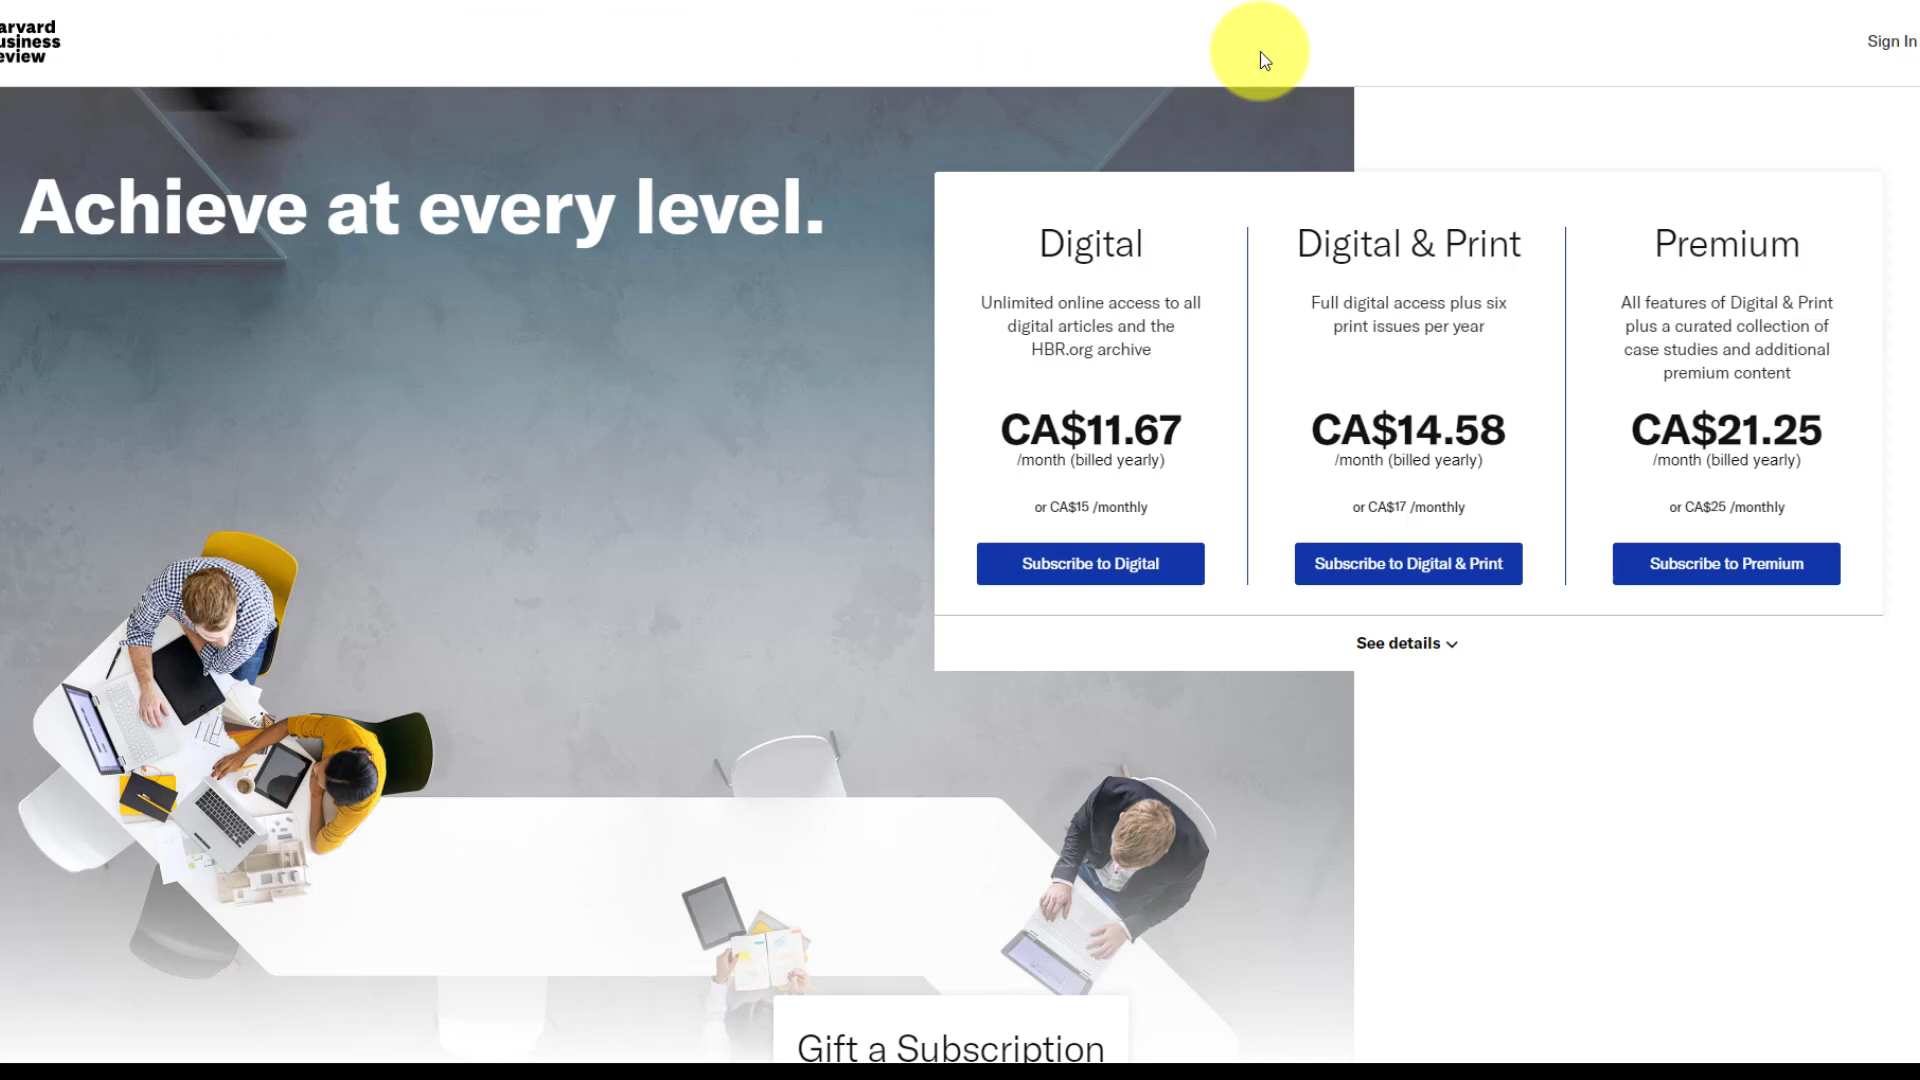 arvard
usiness
eview
Sign In
Achieve at every level.
Digital
Unlimited online access to all
digital articles and the
HBR.org archive
CA$11.67
/month (billed yearly)
or CA$15 /monthly
Subscribe to Digital
Digital & Print
Full digital access plus six
print issues per year
CA$14.58
/month (billed yearly)
or CA$17 /monthly
Subscribe to Digital & Print
Premium
All features of Digital & Print
plus a curated collection of
case studies and additional
premium content
CA$21.25
/month (billed yearly)
or CA$25 /monthly
Subscribe to Premium
See details
Gift a Subscription